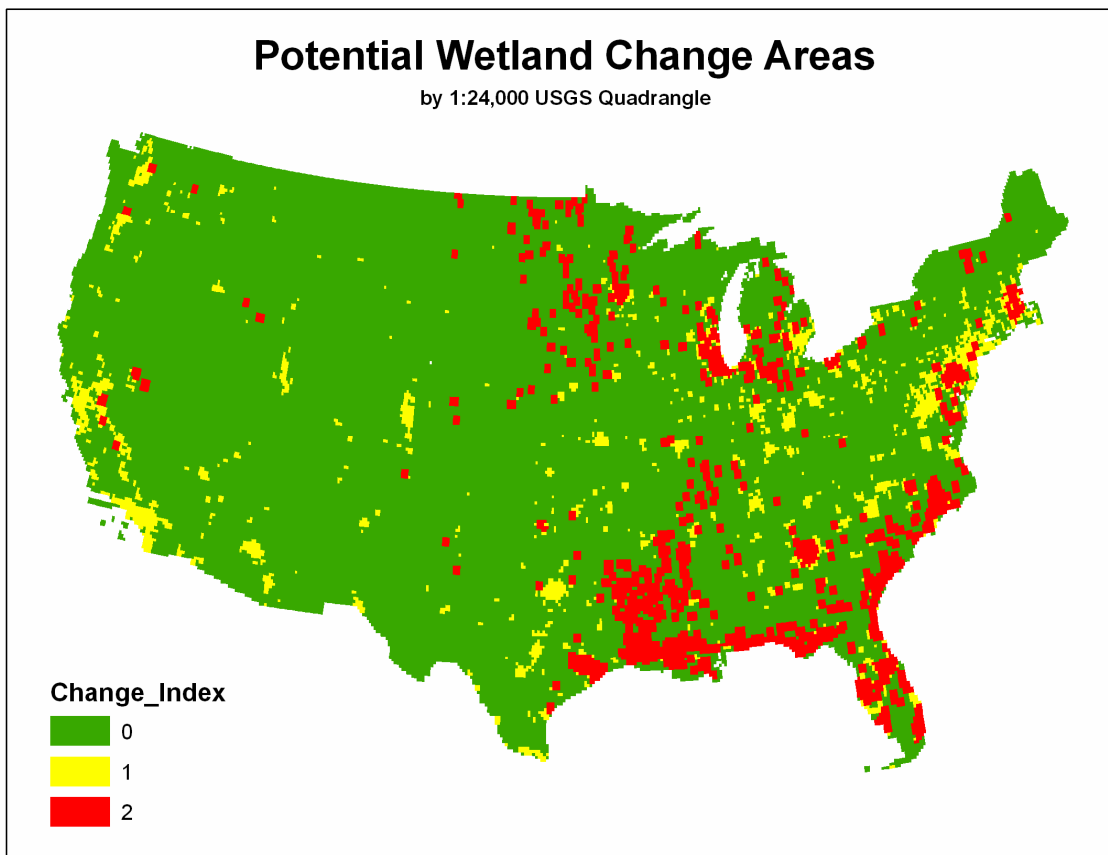 Potential Wetland Change Areas
by 1:24,000 USGS Quadrangle
Change_Index
0
1
2